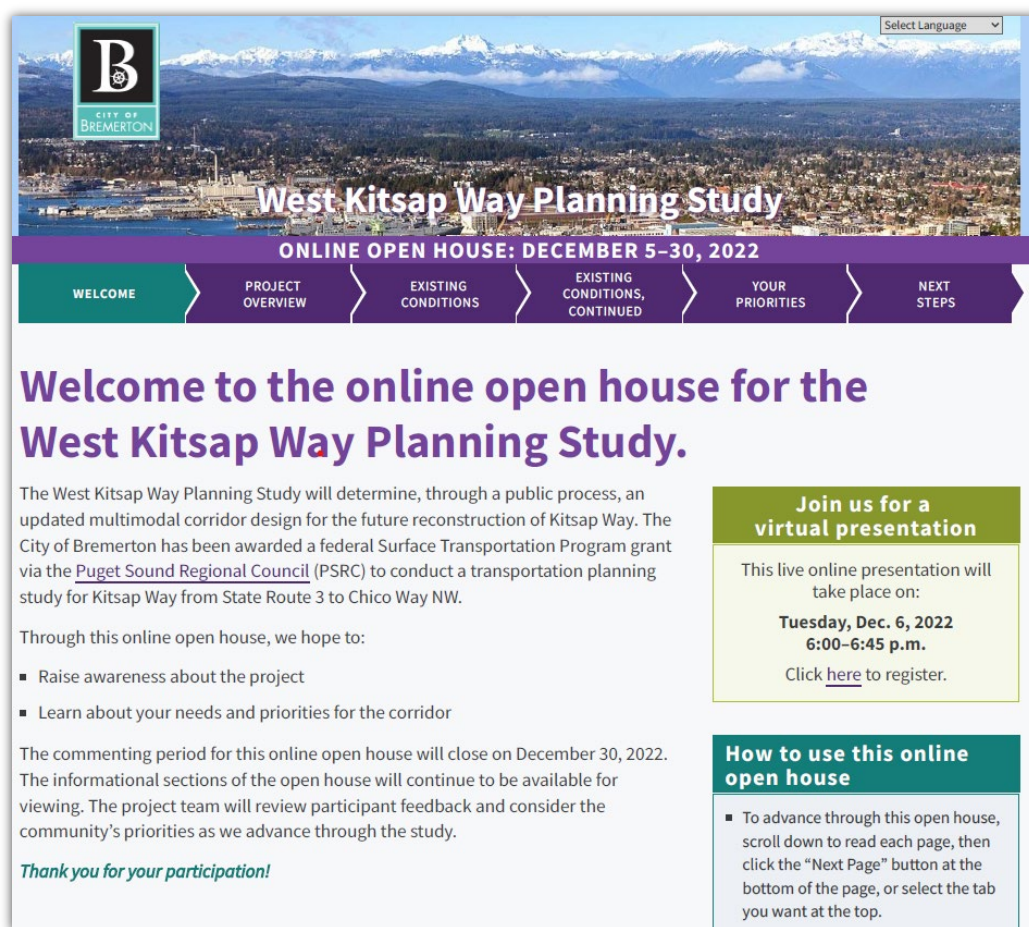 Select Language
B
CITY OF
BREMERTON
West Kitsap Way Planning Study
ONLINE OPEN HOUSE: DECEMBER 5–30, 2022
WELCOME
PROJECT
OVERVIEW
EXISTING
CONDITIONS
EXISTING
CONDITIONS,
CONTINUED
YOUR
PRIORITIES
NEXT
STEPS
Welcome to the online open house for the
West Kitsap Way Planning Study.
The West Kitsap Way Planning Study will determine, through a public process, an
updated multimodal corridor design for the future reconstruction of Kitsap Way. The
City of Bremerton has been awarded a federal Surface Transportation Program grant
via the Puget Sound Regional Council (PSRC) to conduct a transportation planning
study for Kitsap Way from State Route 3 to Chico Way NW.
Through this online open house, we hope to:
▪ Raise awareness about the project
▪ Learn about your needs and priorities for the corridor
The commenting period for this online open house will close on December 30, 2022.
The informational sections of the open house will continue to be available for
viewing. The project team will review participant feedback and consider the
community’s priorities as we advance through the study.
Thank you for your participation!
Join us for a
virtual presentation
This live online presentation will
take place on:
Tuesday, Dec. 6, 2022
6:00–6:45 p.m.
Click here to register.
How to use this online
open house
▪ To advance through this open house,
scroll down to read each page, then
click the “Next Page” button at the
bottom of the page, or select the tab
you want at the top.